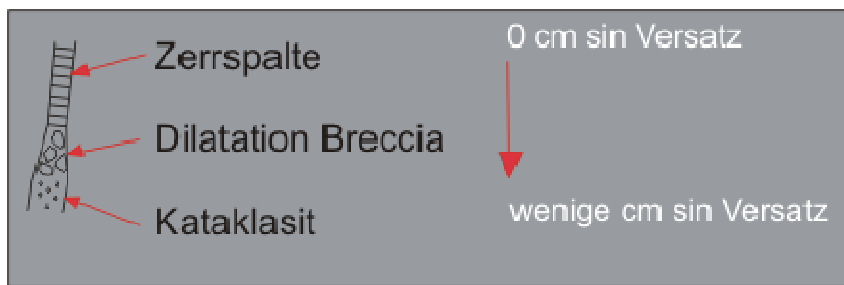 Zerrspalte
Dilatation Breccia
Kataklasit
0 cm sin Versatz
wenige cm sin Versatz